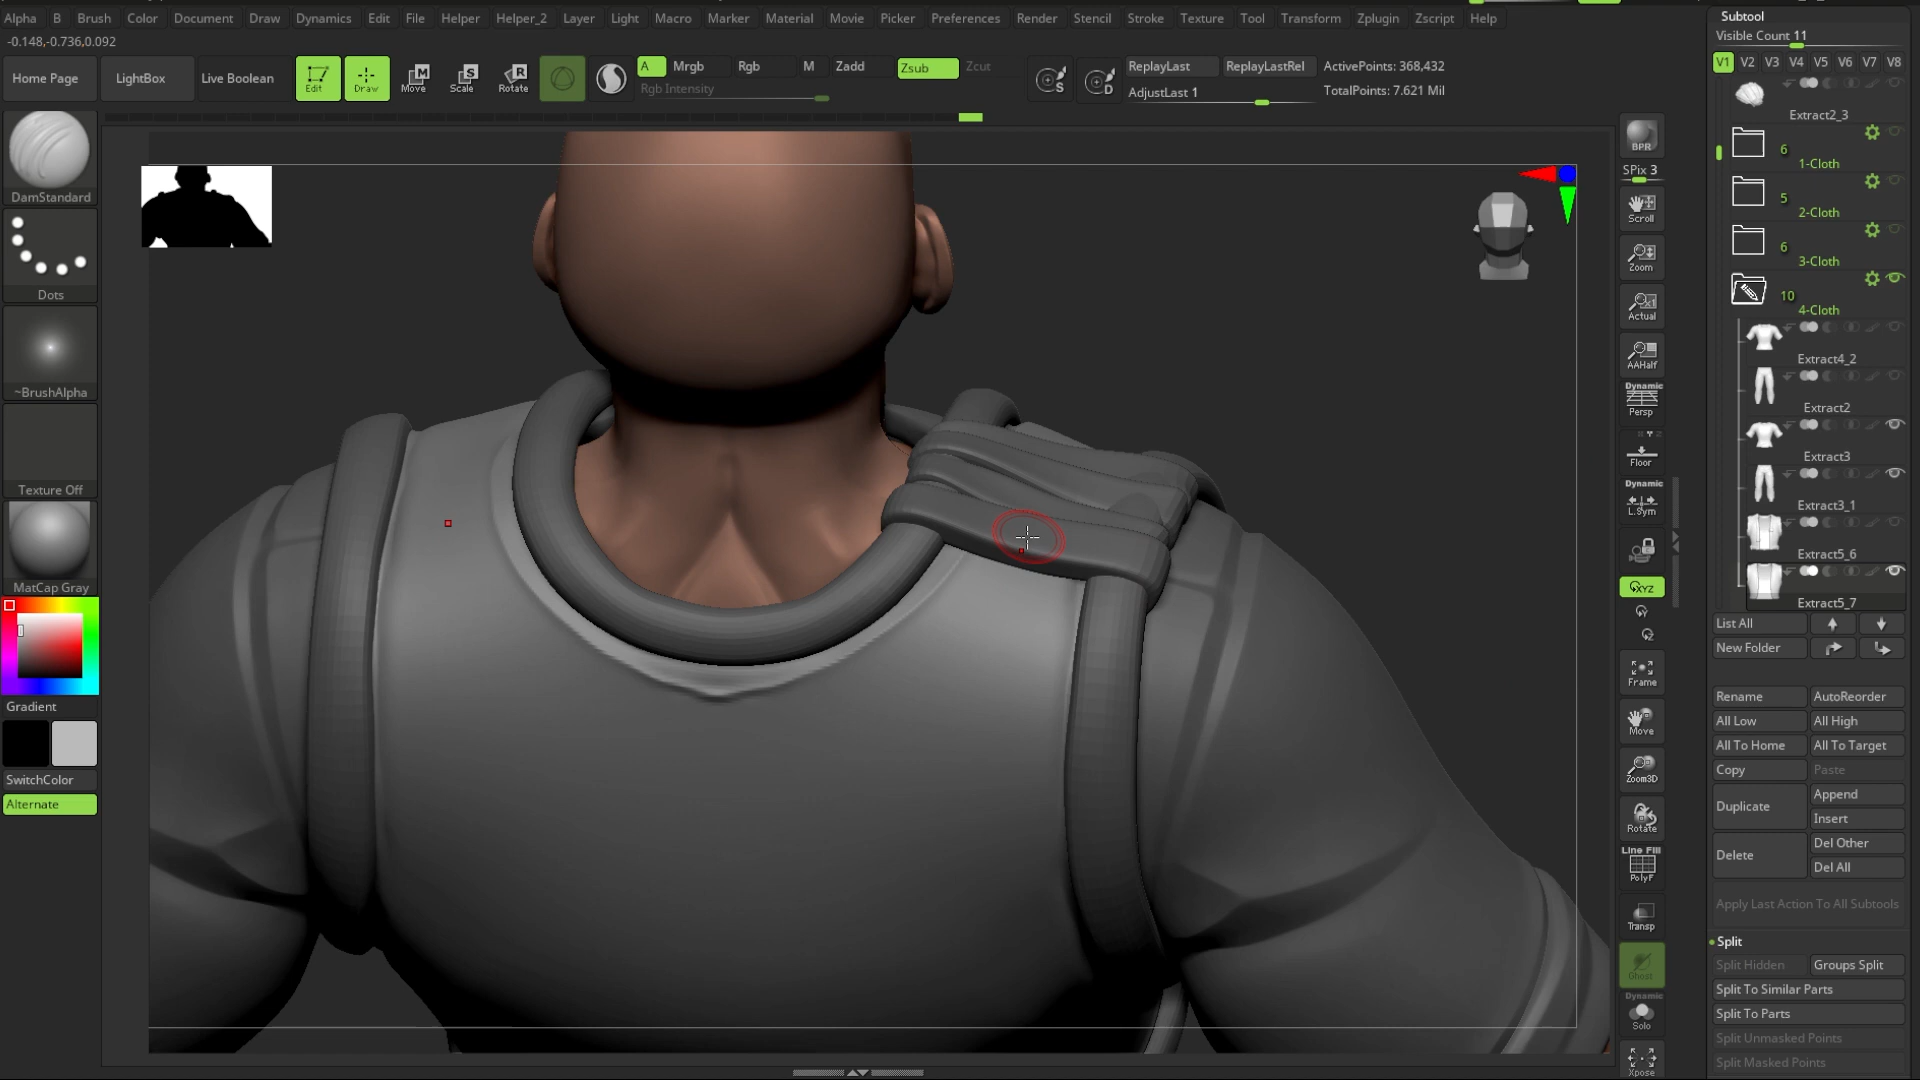 Alpha B Brush Color Document Draw Dynamics Edit File Helper Helper_2 Layer Light Macro Marker Material Movie Picker Preferences Render Stencil Stroke Texture Tool Transform Zplugin Zscript Help
-0.148,-0.736,0.092
Home Page LightBox Live Boolean Edit Draw Move Scale Rotate
M S R
A Mrgb Rgb M Zadd Zsub Zcut
Rgb Intensity
S D
ReplayLast ReplayLastRel ActivePoints: 368,432
AdjustLast 1 TotalPoints: 7.621 Mil
DamStandard
Dots
~BrushAlpha
Texture Off
MatCap Gray
Gradient
SwitchColor
Alternate
BPR
SPix 3
Scroll
Zoom
Actual
AAHalf
Dynamic
Persp
Floor
Dynamic
L.Sym
XYZ
Frame
Move
Zoom3D
Rotate
Line Fill
PolyF
Transp
Ghost
Dynamic
Solo
Xpose
Subtool
Visible Count 11
V1 V2 V3 V4 V5 V6 V7 V8
Extract2_3
6
1-Cloth
5
2-Cloth
6
3-Cloth
10
4-Cloth
Extract4_2
Extract2
Extract3
Extract3_1
Extract5_6
Extract5_7
List All
New Folder
Rename AutoReorder
All Low All High
All To Home All To Target
Copy Paste
Duplicate Append
Insert
Delete Del Other
Del All
Apply Last Action To All Subtools
Split
Split Hidden Groups Split
Split To Similar Parts
Split To Parts
Split Unmasked Points
Split Masked Points